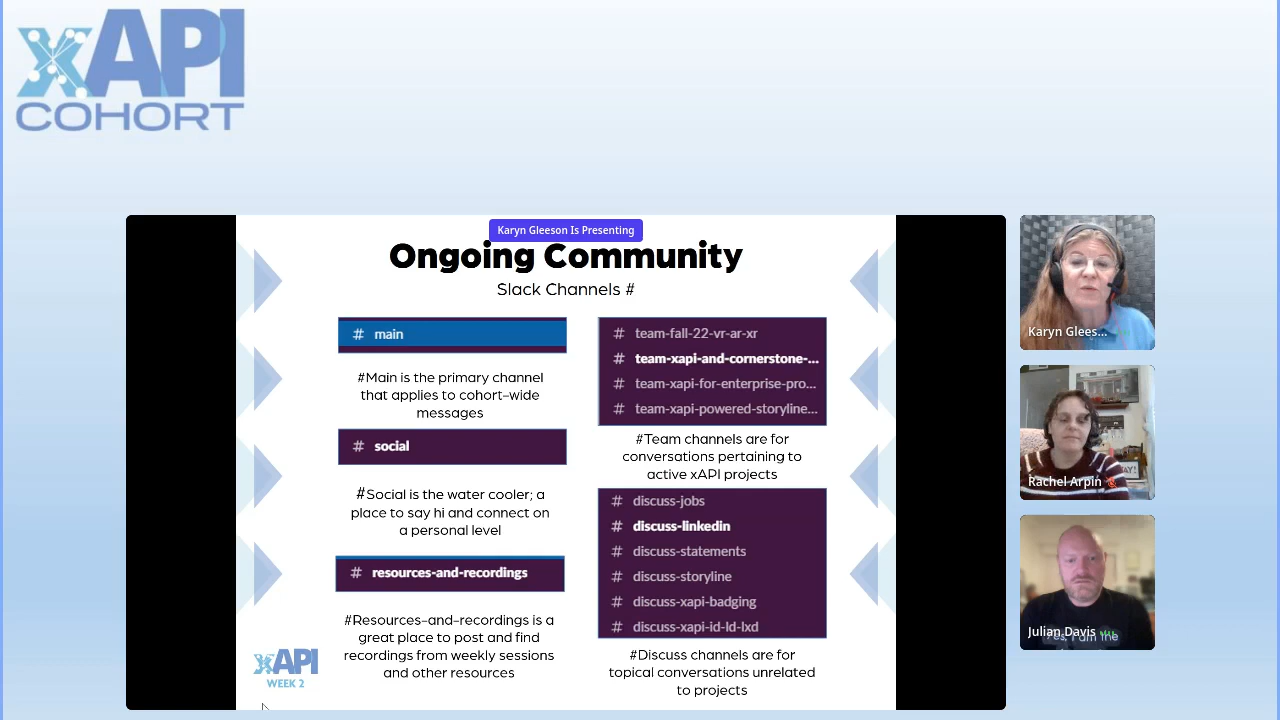 xAPI
COHORT
Karyn Gleeson Is Presenting
Ongoing Community
Slack Channels #
# main
#Main is the primary channel
that applies to cohort-wide
messages
# social
#Social is the water cooler; a
place to say hi and connect on
a personal level
# resources-and-recordings
#Resources-and-recordings is a
great place to post and find
recordings from weekly sessions
and other resources
xAPI
WEEK 2
# team-fall-22-vr-ar-xr
# team-xapi-and-cornerstone-...
# team-xapi-for-enterprise-pro...
# team-xapi-powered-storyline...
#Team channels are for
conversations pertaining to
active xAPI projects
# discuss-jobs
# discuss-linkedin
# discuss-statements
# discuss-storyline
# discuss-xapi-badging
# discuss-xapi-id-ld-lxd
#Discuss channels are for
topical conversations unrelated
to projects
Karyn Glees...
Rachel Arpin
Julian Davis
I am the